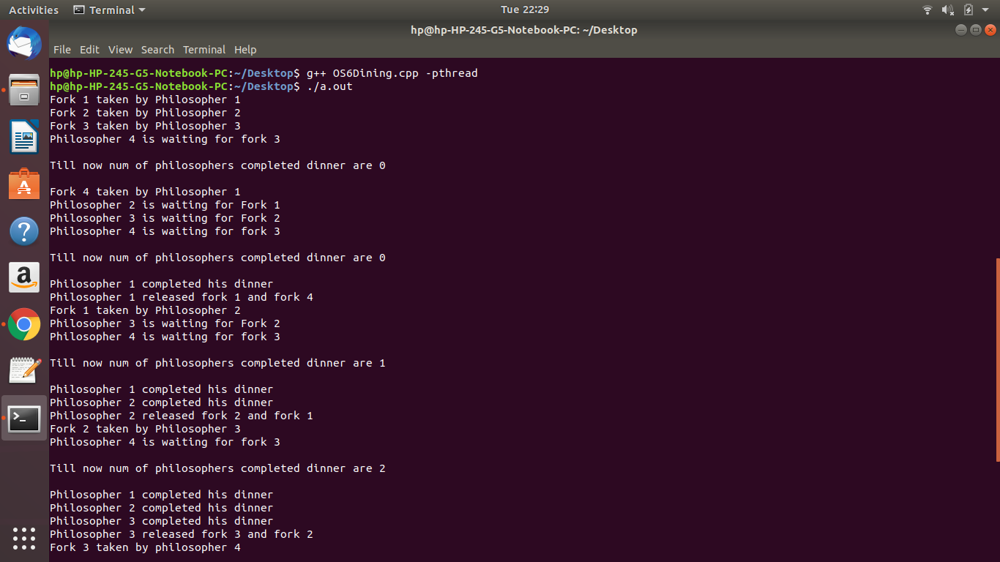 Activities Terminal Tue 22:29
hp@hp-HP-245-G5-Notebook-PC: ~/Desktop
File Edit View Search Terminal Help
hp@hp-HP-245-G5-Notebook-PC:~/Desktop$ g++ OS6Dining.cpp -pthread
hp@hp-HP-245-G5-Notebook-PC:~/Desktop$ ./a.out
Fork 1 taken by Philosopher 1
Fork 2 taken by Philosopher 2
Fork 3 taken by Philosopher 3
Philosopher 4 is waiting for fork 3
Till now num of philosophers completed dinner are 0
Fork 4 taken by Philosopher 1
Philosopher 2 is waiting for Fork 1
Philosopher 3 is waiting for Fork 2
Philosopher 4 is waiting for fork 3
Till now num of philosophers completed dinner are 0
Philosopher 1 completed his dinner
Philosopher 1 released fork 1 and fork 4
Fork 1 taken by Philosopher 2
Philosopher 3 is waiting for Fork 2
Philosopher 4 is waiting for fork 3
Till now num of philosophers completed dinner are 1
Philosopher 1 completed his dinner
Philosopher 2 completed his dinner
Philosopher 2 released fork 2 and fork 1
Fork 2 taken by Philosopher 3
Philosopher 4 is waiting for fork 3
Till now num of philosophers completed dinner are 2
Philosopher 1 completed his dinner
Philosopher 2 completed his dinner
Philosopher 3 completed his dinner
Philosopher 3 released fork 3 and fork 2
Fork 3 taken by philosopher 4